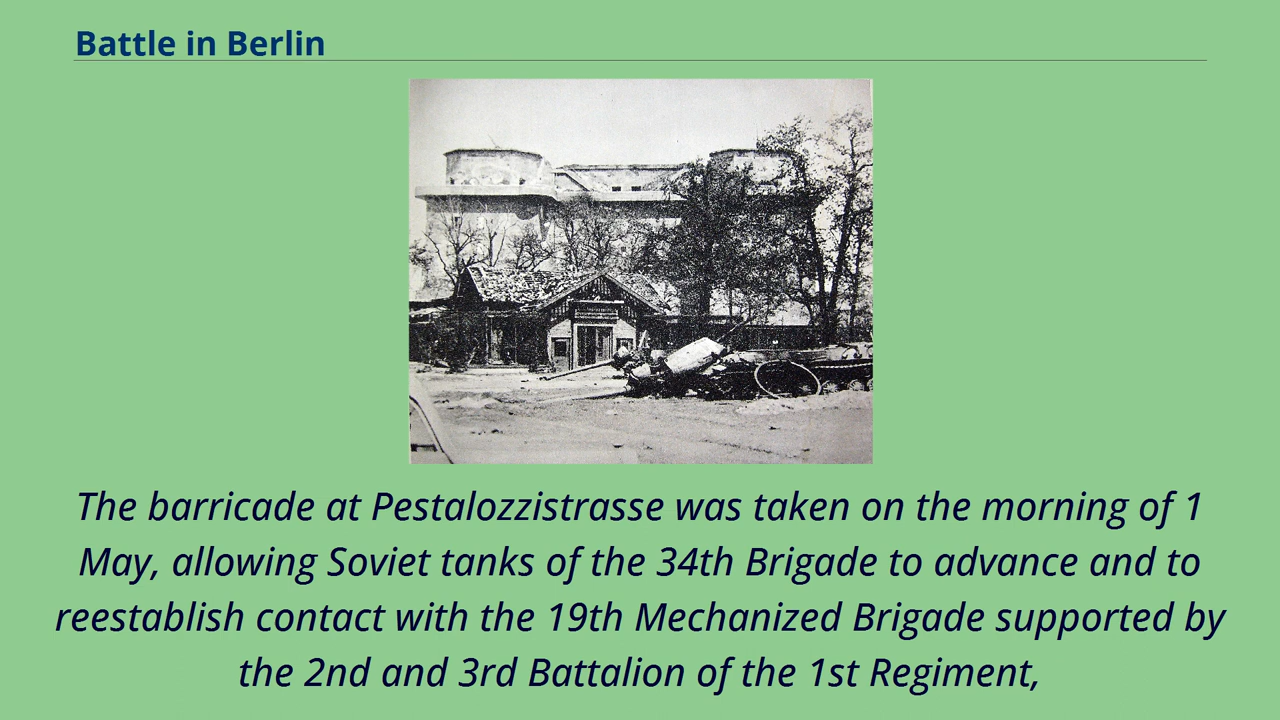 Battle in Berlin
The barricade at Pestalozzistrasse was taken on the morning of 1
May, allowing Soviet tanks of the 34th Brigade to advance and to
reestablish contact with the 19th Mechanized Brigade supported by
the 2nd and 3rd Battalion of the 1st Regiment,